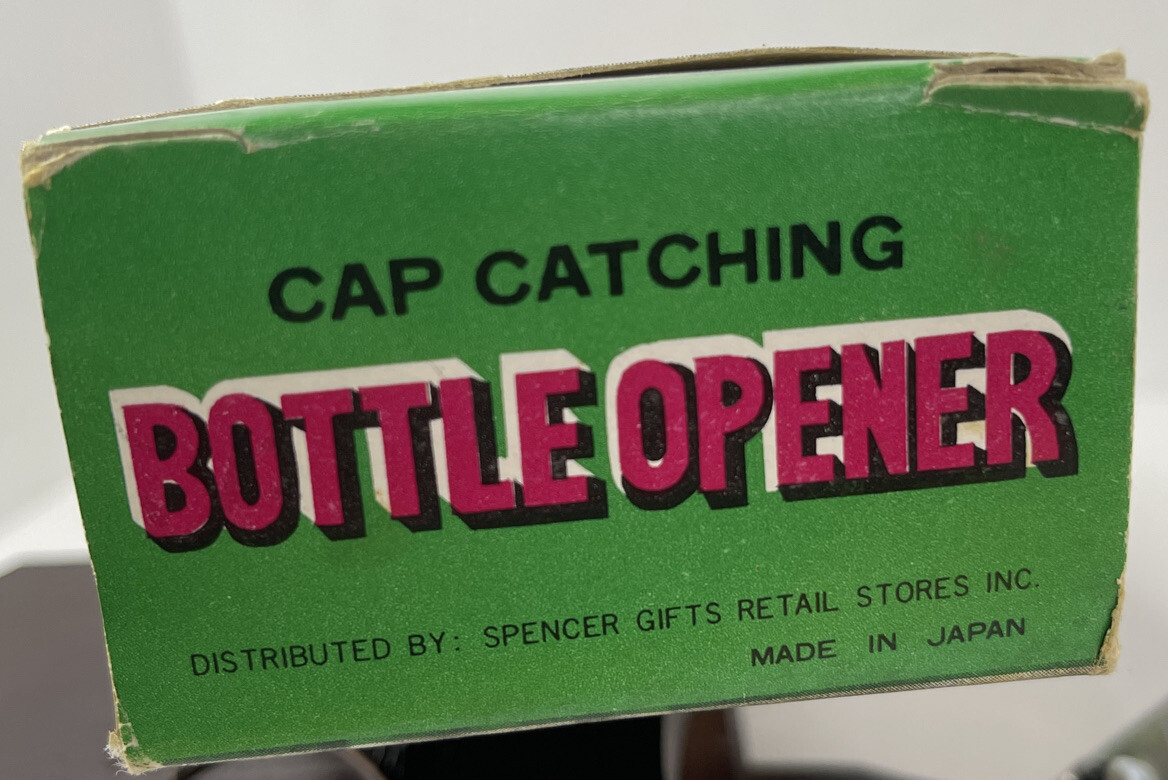 CAP CATCHING
BOTTLE OPENER
DISTRIBUTED BY: SPENCER GIFTS RETAIL STORES INC.
MADE IN JAPAN